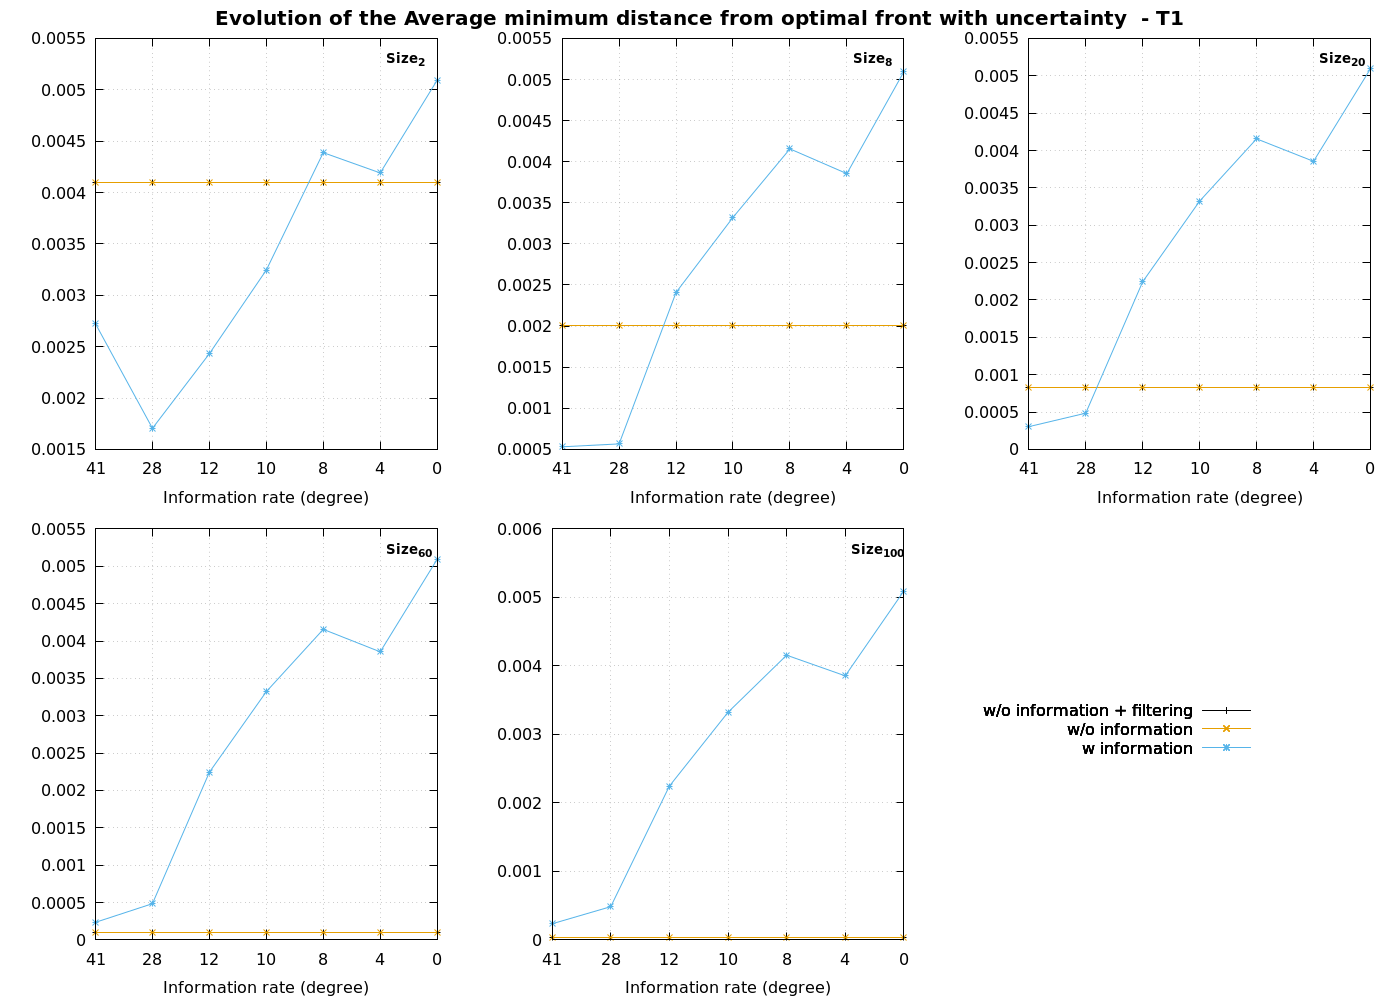 Evolution of the Average minimum distance from optimal front with uncertainty - T1
Size2
0.0055
0.005
0.0045
0.004
0.0035
0.003
0.0025
0.002
0.0015
41 28 12 10 8 4 0
Information rate (degree)
Size8
0.0055
0.005
0.0045
0.004
0.0035
0.003
0.0025
0.002
0.0015
0.001
0.0005
41 28 12 10 8 4 0
Information rate (degree)
Size20
0.0055
0.005
0.0045
0.004
0.0035
0.003
0.0025
0.002
0.0015
0.001
0.0005
0
41 28 12 10 8 4 0
Information rate (degree)
Size60
0.0055
0.005
0.0045
0.004
0.0035
0.003
0.0025
0.002
0.0015
0.001
0.0005
0
41 28 12 10 8 4 0
Information rate (degree)
Size100
0.006
0.005
0.004
0.003
0.002
0.001
0
41 28 12 10 8 4 0
Information rate (degree)
w/o information + filtering
w/o information
w information